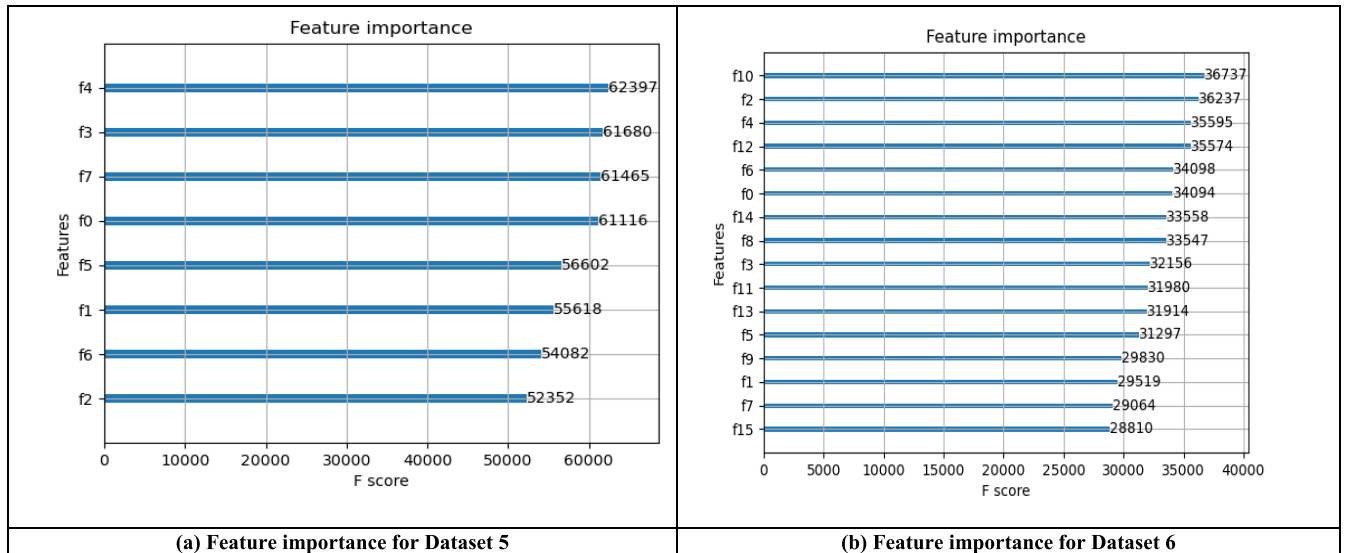 Feature importance
f4 62397
f3 61680
f7 61465
f0 61116
f5 56602
f1 55618
f6 54082
f2 52352
Features
0 10000 20000 30000 40000 50000 60000
F score
(a) Feature importance for Dataset 5
Feature importance
f10 36737
f2 36237
f4 35595
f12 35574
f6 34098
f0 34094
f14 33558
f8 33547
f3 32156
f11 31980
f13 31914
f5 31297
f9 29830
f1 29519
f7 29064
f15 28810
Features
0 5000 10000 15000 20000 25000 30000 35000 40000
F score
(b) Feature importance for Dataset 6